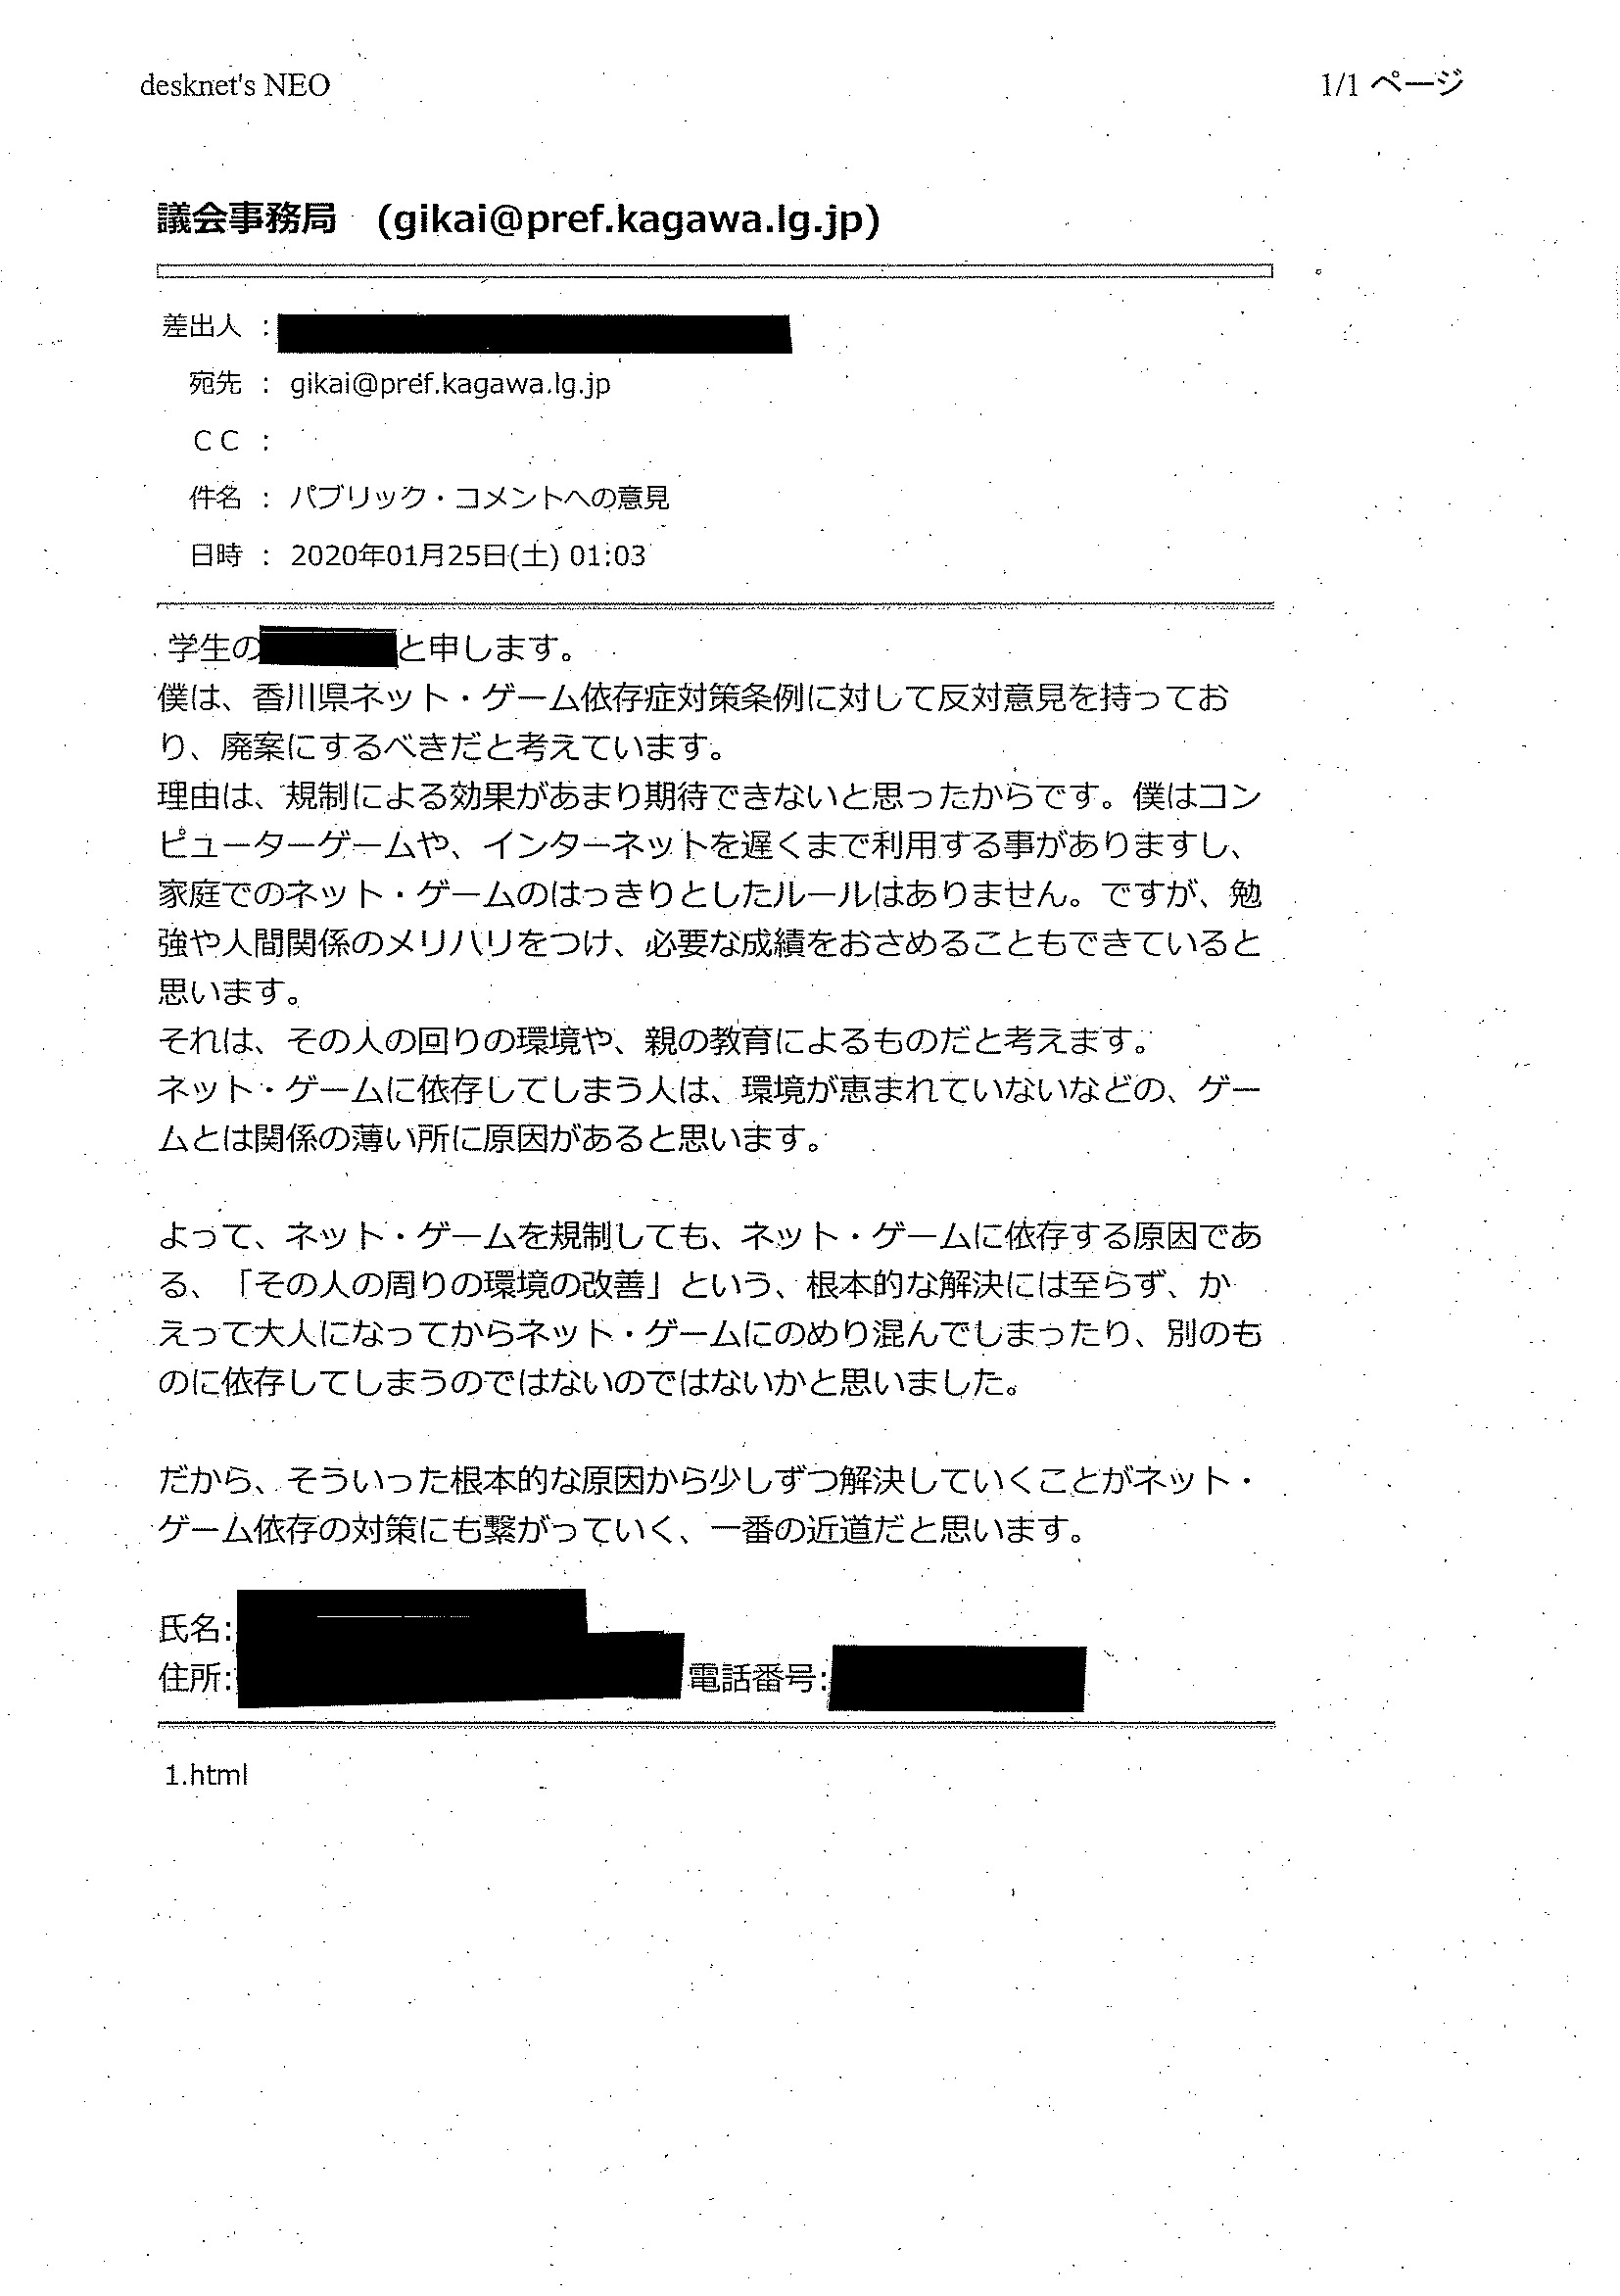 desknet's NEO
1/1 ページ
議会事務局　(gikai@pref.kagawa.lg.jp)
差出人 ：
宛先 ： gikai@pref.kagawa.lg.jp
ＣＣ ：
件名 ： パブリック・コメントへの意見
日時 ： 2020年01月25日(土) 01:03
学生の と申します。
僕は、香川県ネット・ゲーム依存症対策条例に対して反対意見を持ってお
り、廃案にするべきだと考えています。
理由は、規制による効果があまり期待できないと思ったからです。僕はコン
ピューターゲームや、インターネットを遅くまで利用する事がありますし、
家庭でのネット・ゲームのはっきりとしたルールはありません。ですが、勉
強や人間関係のメリハリをつけ、必要な成績をおさめることもできていると
思います。
それは、その人の回りの環境や、親の教育によるものだと考えます。
ネット・ゲームに依存してしまう人は、環境が恵まれていないなどの、ゲー
ムとは関係の薄い所に原因があると思います。
よって、ネット・ゲームを規制しても、ネット・ゲームに依存する原因であ
る、「その人の周りの環境の改善」という、根本的な解決には至らず、か
えって大人になってからネット・ゲームにのめり混んでしまったり、別のも
のに依存してしまうのではないのではないかと思いました。
だから、そういった根本的な原因から少しずつ解決していくことがネット・
ゲーム依存の対策にも繋がっていく、一番の近道だと思います。
氏名:
住所: 電話番号:
1.html